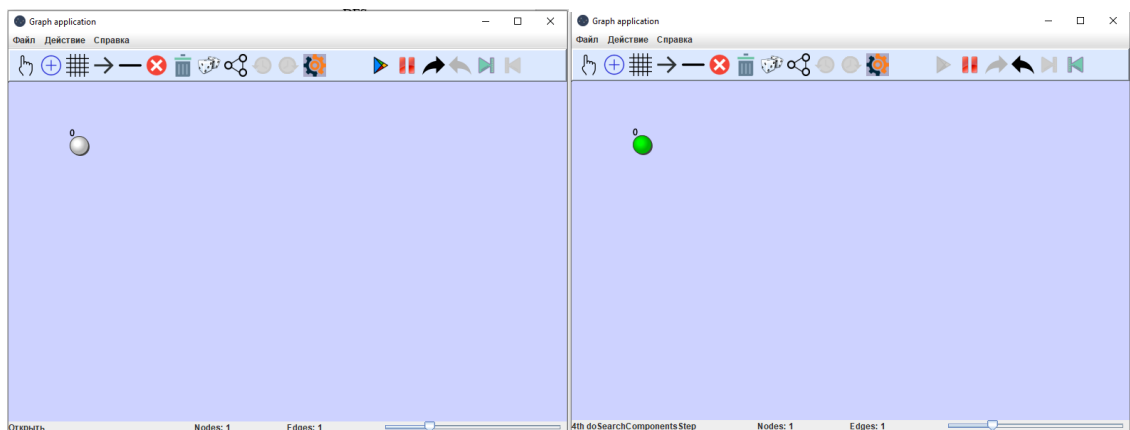 Graph application
Файл Действие Справка
0
Открыть Nodes: 1 Edges: 1
Graph application
Файл Действие Справка
0
4th doSearchComponentsStep Nodes: 1 Edges: 1